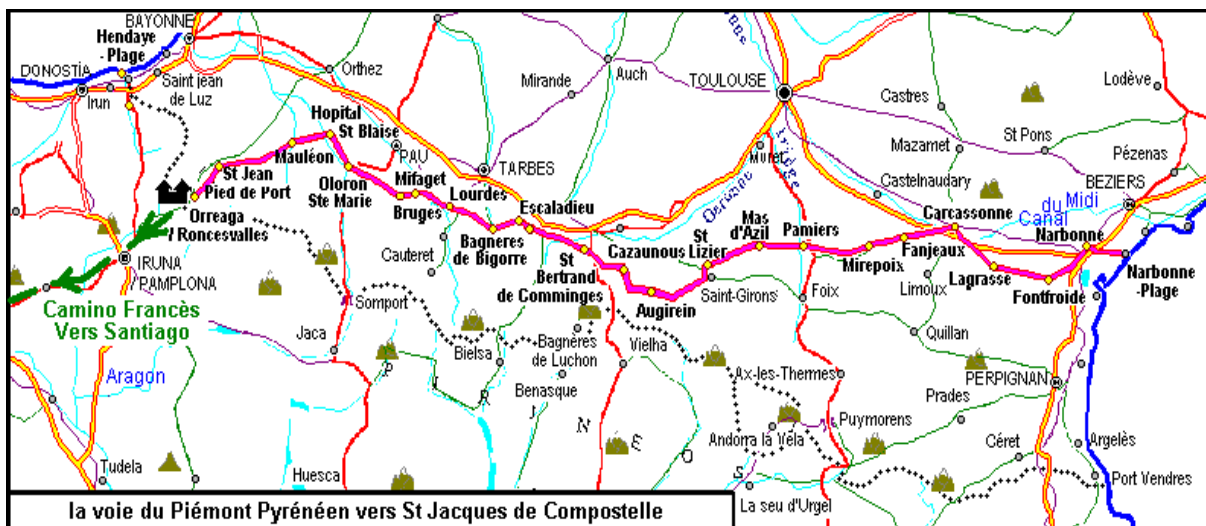 BAYONNE
Hendaye
-Plage
DONOSTIA
Irun
Saint jean
de Luz
Orthez
Mirande
Auch
TOULOUSE
Castres
Lodève
Mazamet
St Pons
Pézenas
BEZIERS
Hopital
St Blaise
Mauléon
PAU
TARBES
Muret
Ariège
Castelnaudary
St Jean
Pied de Port
Oloron
Ste Marie
Mifaget
Bruges
Lourdes
Escaladieu
Mas
d'Azil
Pamiers
Carcassonne
Canal
du Midi
Narbonne
Orreaga
/ Roncesvalles
Bagneres
de Bigorre
St
Bertrand
de Comminges
Cazaunous
St
Lizier
Mirepoix
Fanjeaux
Lagrasse
Fontfroide
Narbonne
-Plage
IRUNA
/ PAMPLONA
Cauteret
Saint-Girons
Augirein
Foix
Limoux
Camino Francès
Vers Santiago
Somport
Jaca
Bielsa
Bagnères
de Luchon
Vielha
Quillan
Aragon
Benasque
Ax-les-Thermes
PERPIGNAN
Prades
Puymorens
P I R I N E O S
Andorra la Vela
Céret
Argelès
Tudela
Huesca
La seu d'Urgel
Port Vendres
la voie du Piémont Pyrénéen vers St Jacques de Compostelle